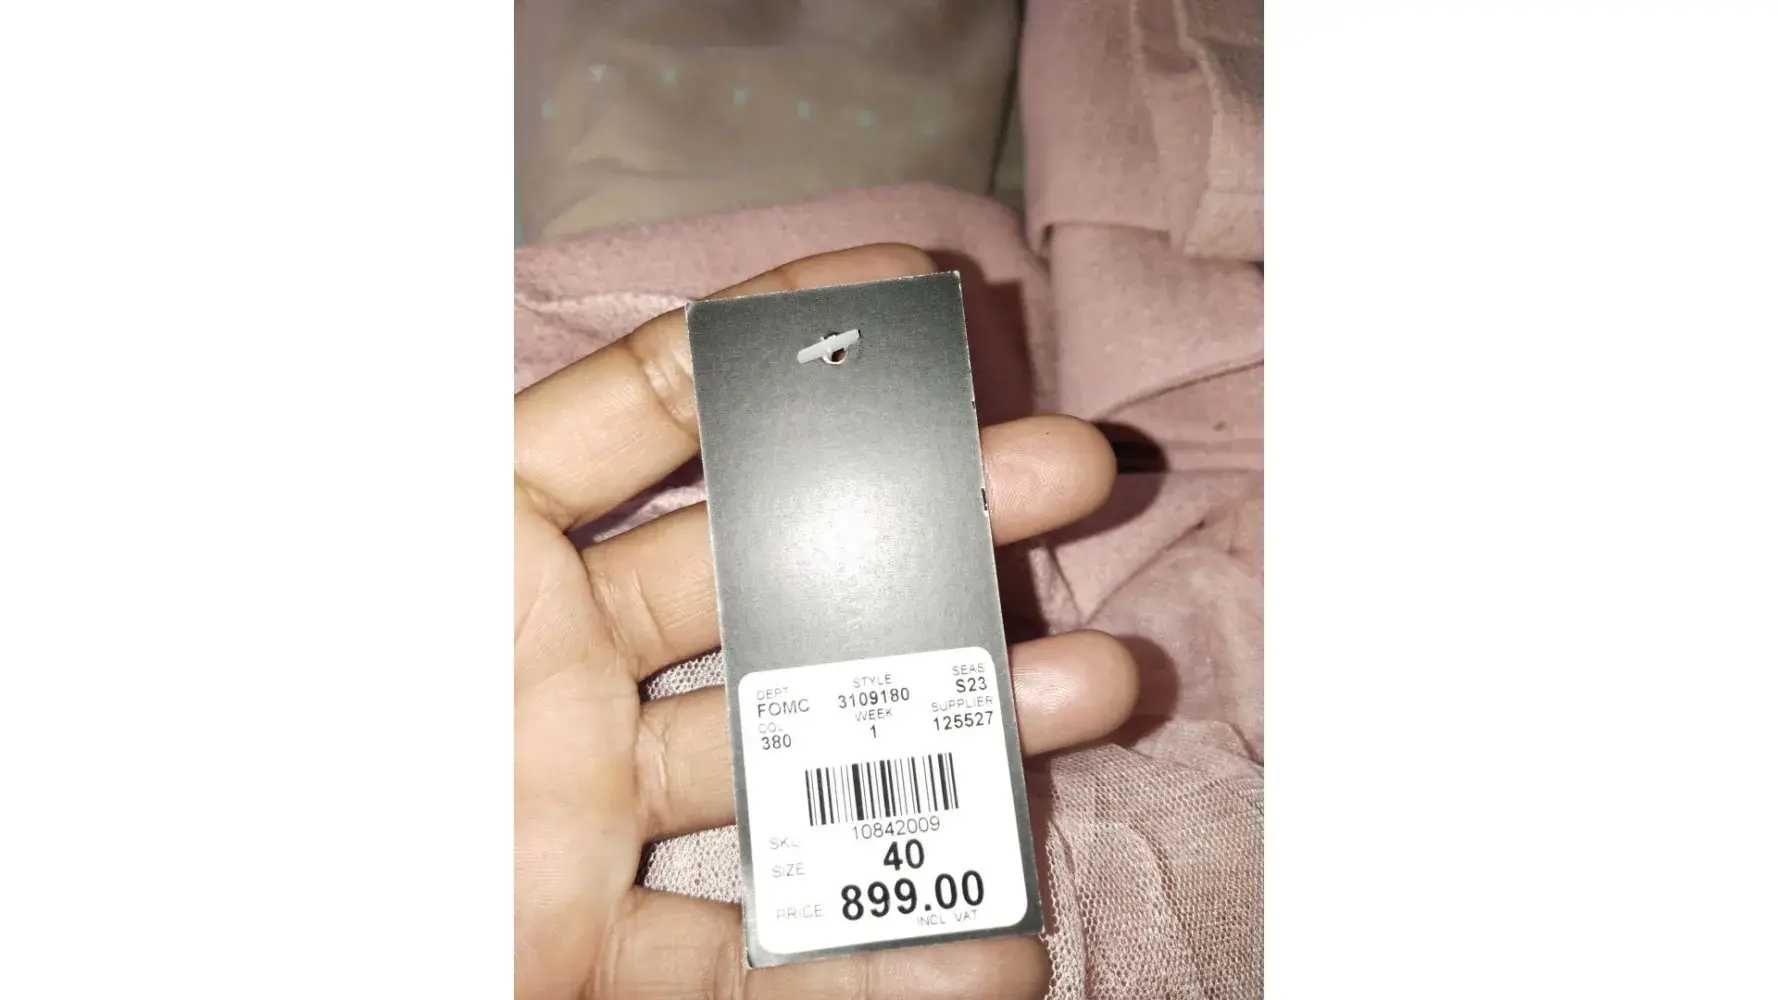 DEPT STYLE SEAS
FOMC 3109180 S23
COL WEEK SUPPLIER
380 1 125527
10842009
SKU
SIZE 40
PRICE 899.00
INCL VAT